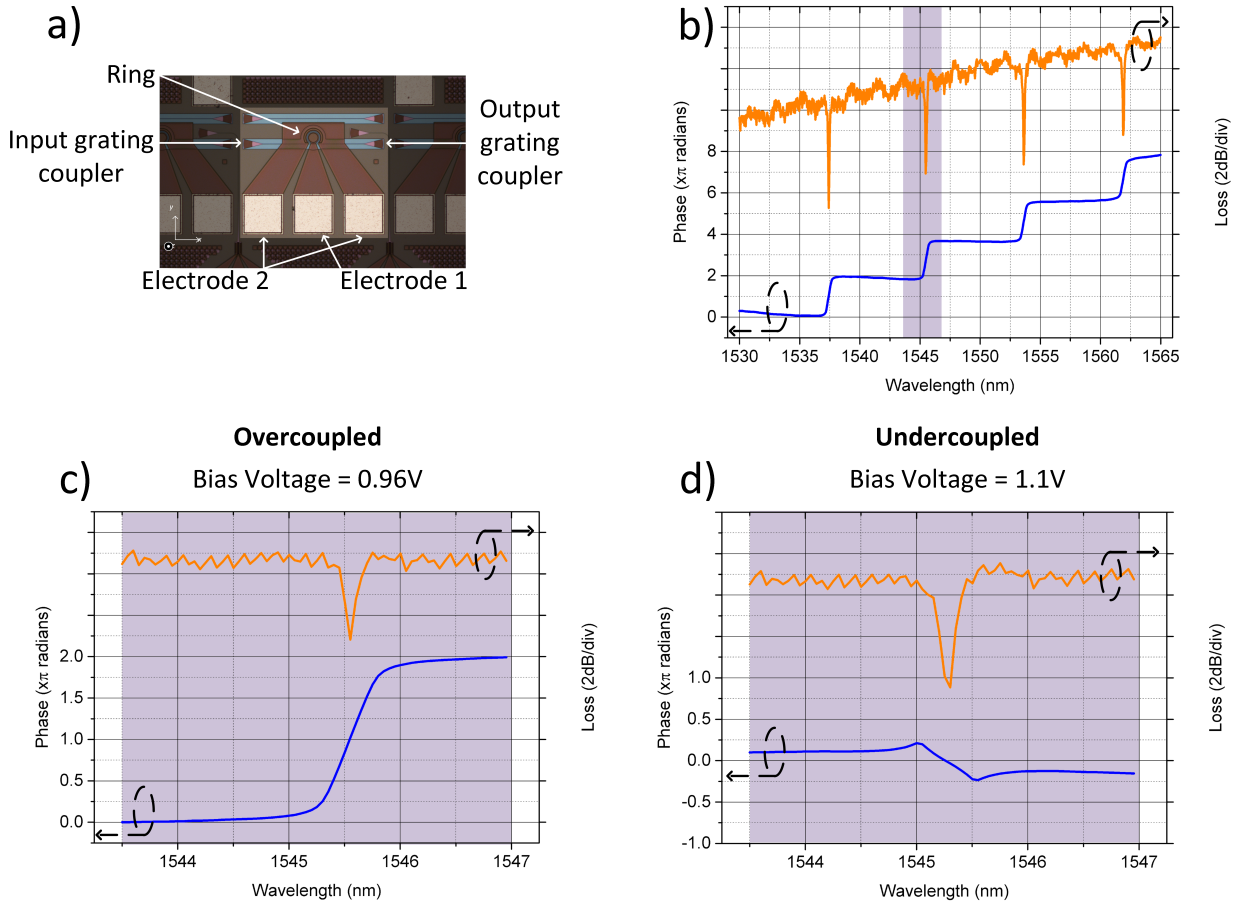 a)
Ring
Input grating
coupler
Output
grating
coupler
y
x
Electrode 2
Electrode 1
b)
Phase (xπ radians)
8
6
4
2
0
1530 1535 1540 1545 1550 1555 1560 1565
Wavelength (nm)
Loss (2dB/div)
Overcoupled
c)
Bias Voltage = 0.96V
Phase (xπ radians)
2.0
1.5
1.0
0.5
0.0
1544 1545 1546 1547
Wavelength (nm)
Loss (2dB/div)
Undercoupled
d)
Bias Voltage = 1.1V
Phase (xπ radians)
1.0
0.5
0.0
-0.5
-1.0
1544 1545 1546 1547
Wavelength (nm)
Loss (2dB/div)